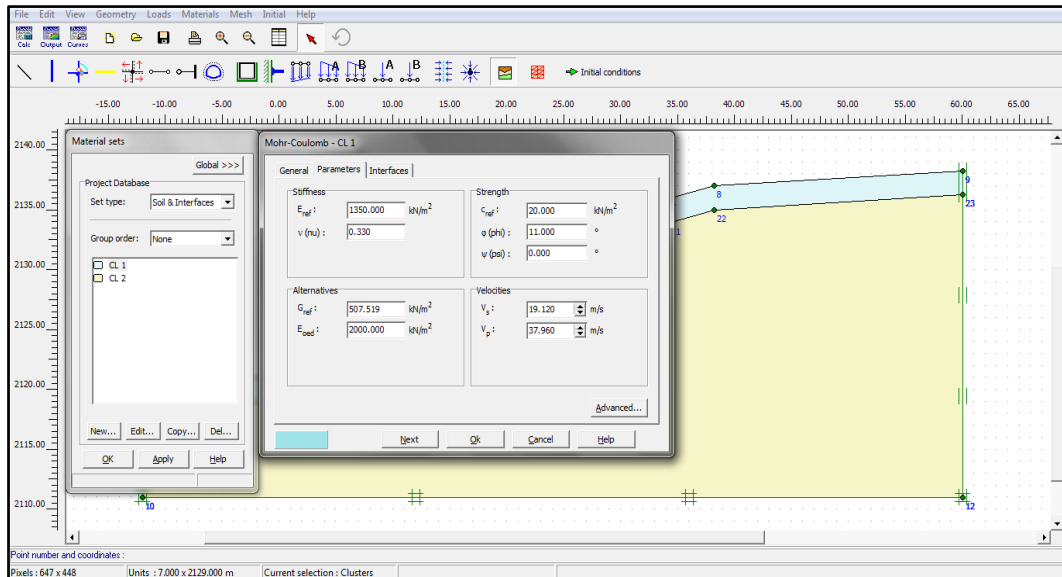 File Edit View Geometry Loads Materials Mesh Initial Help
Calc Output Curves
A B A B Initial conditions
-15.00 -10.00 -5.00 0.00 5.00 10.00 15.00 20.00 25.00 30.00 35.00 40.00 45.00 50.00 55.00 60.00 65.00
2140.00
2135.00
2130.00
2125.00
2120.00
2115.00
2110.00
Material sets
Global >>>
Project Database
Set type: Soil & Interfaces
Group order: None
CL 1
CL 2
New... Edit... Copy... Del...
OK Apply Help
Mohr-Coulomb - CL 1
General Parameters Interfaces
Stiffness
E ref : 1350.000 kN/m²
ν (nu) : 0.330
Strength
c ref : 20.000 kN/m²
φ (phi) : 11.000 °
ψ (psi) : 0.000 °
Alternatives
G ref : 507.519 kN/m²
E oed : 2000.000 kN/m²
Velocities
V s : 19.120 m/s
V p : 37.960 m/s
Advanced...
Next Ok Cancel Help
8
9
1
22
23
10
12
Point number and coordinates :
Pixels : 647 x 448 Units : 7.000 x 2129.000 m Current selection : Clusters